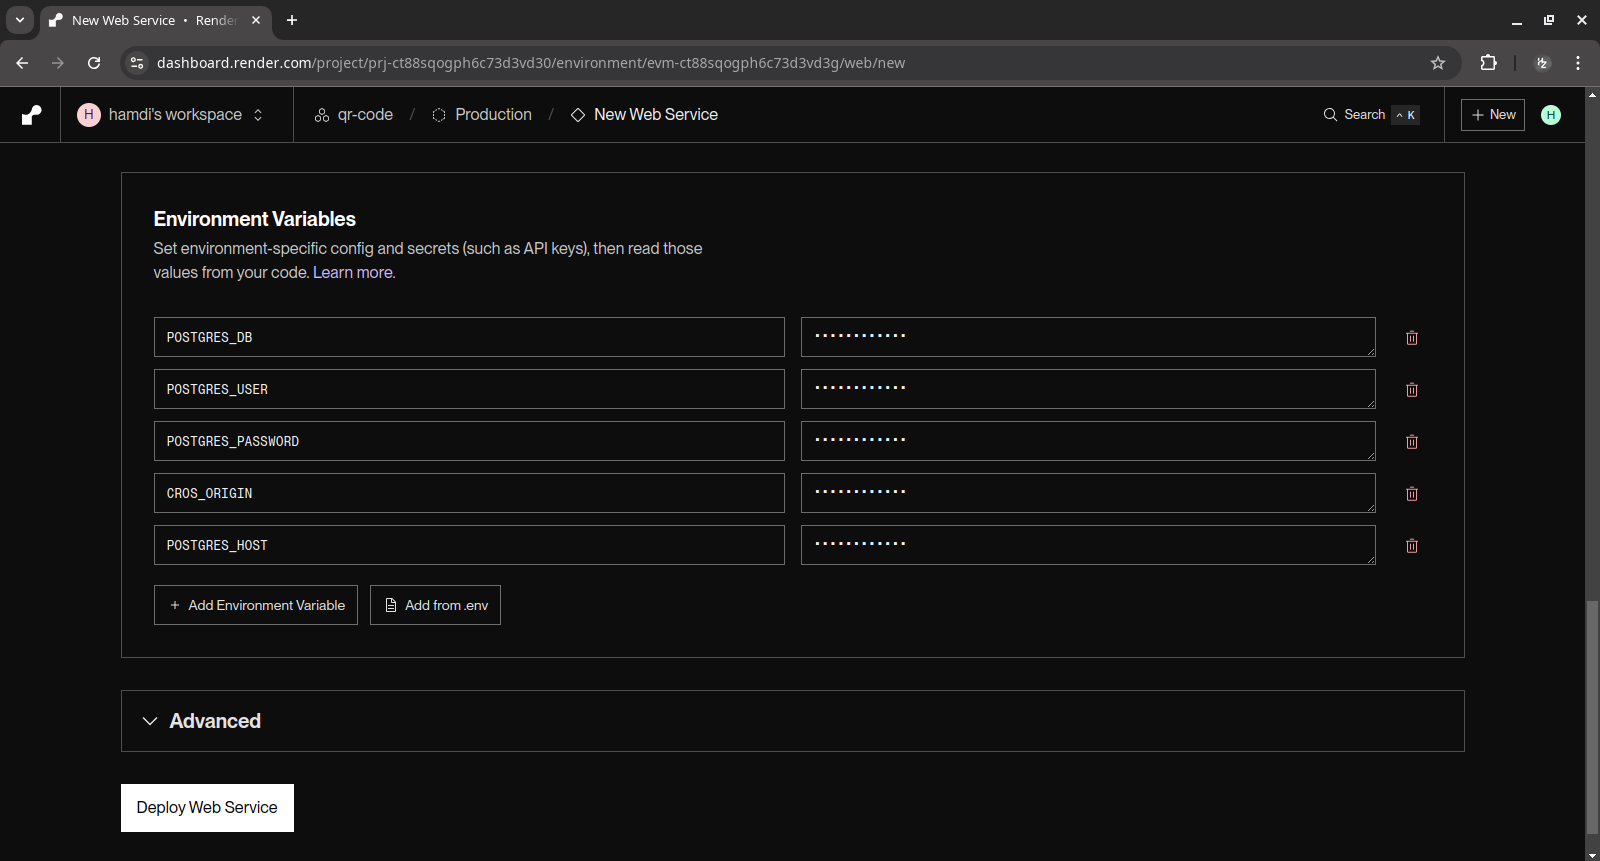 New Web Service • Render
dashboard.render.com/project/prj-ct88sqogph6c73d3vd30/environment/evm-ct88sqogph6c73d3vd3g/web/new
H hamdi's workspace qr-code / Production / New Web Service Search ^ K + New H
Environment Variables
Set environment-specific config and secrets (such as API keys), then read those
values from your code. Learn more.
POSTGRES_DB ············
POSTGRES_USER ············
POSTGRES_PASSWORD ············
CROS_ORIGIN ············
POSTGRES_HOST ············
+ Add Environment Variable Add from .env
Advanced
Deploy Web Service